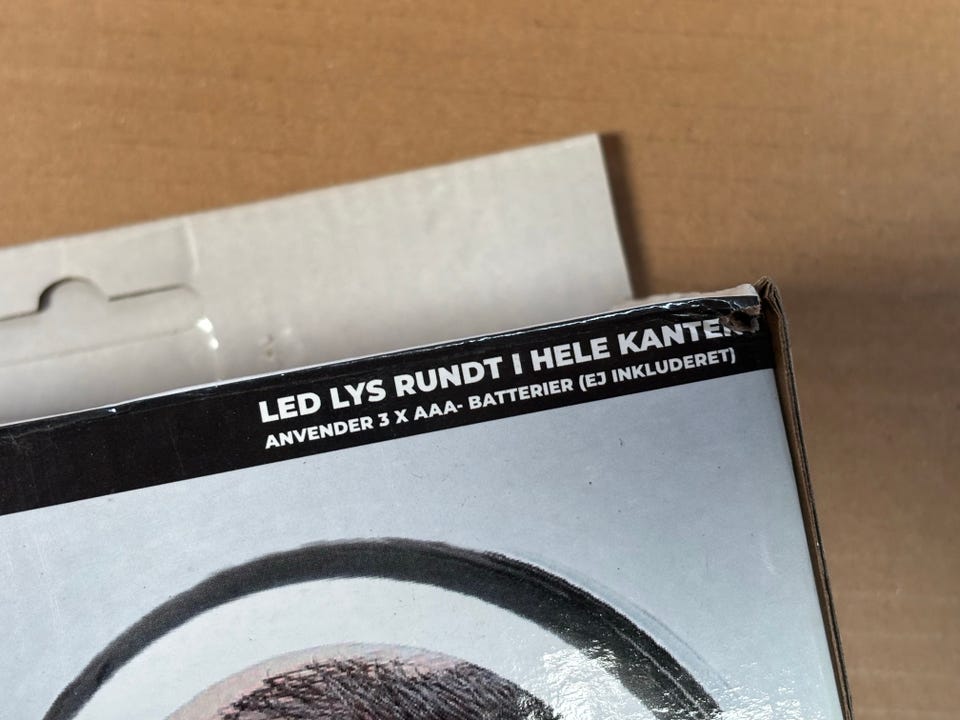 LED LYS RUNDT I HELE KANTEN
ANVENDER 3 X AAA- BATTERIER (EJ INKLUDERET)